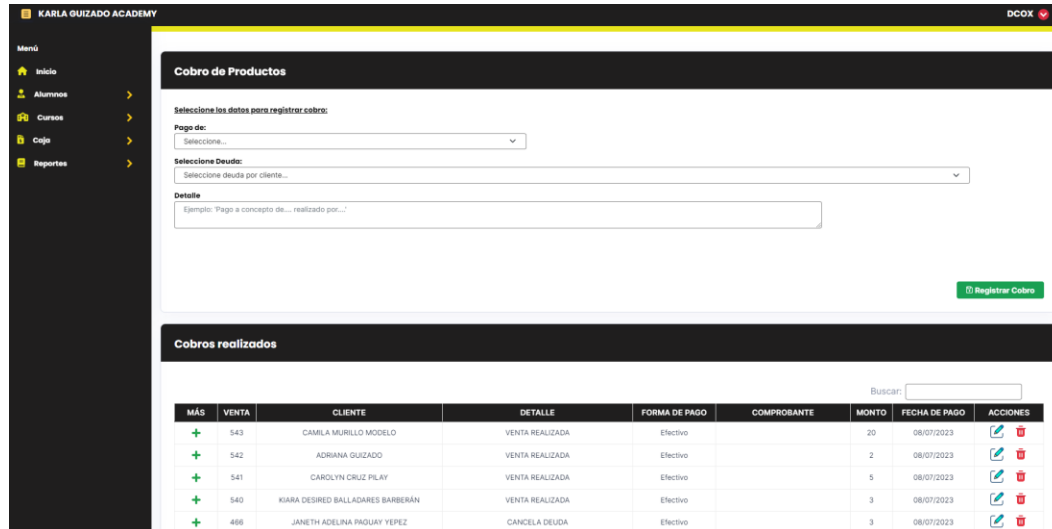 KARLA GUIZADO ACADEMY
DCOX
Menú
Inicio
Alumnos
Cursos
Caja
Reportes
Cobro de Productos
Seleccione los datos para registrar cobro:
Pago de:
Seleccione...
Seleccione Deuda:
Seleccione deuda por cliente...
Detalle
Ejemplo: 'Pago a concepto de.... realizado por....'
Registrar Cobro
Cobros realizados
Buscar:
MÁS VENTA CLIENTE DETALLE FORMA DE PAGO COMPROBANTE MONTO FECHA DE PAGO ACCIONES
543 CAMILA MURILLO MODELO VENTA REALIZADA Efectivo 20 08/07/2023
542 ADRIANA GUIZADO VENTA REALIZADA Efectivo 2 08/07/2023
541 CAROLYN CRUZ PILAY VENTA REALIZADA Efectivo 5 08/07/2023
540 KIARA DESIRED BALLADARES BARBERÁN VENTA REALIZADA Efectivo 3 08/07/2023
466 JANETH ADELINA PAGUAY YEPEZ CANCELA DEUDA Efectivo 3 08/07/2023